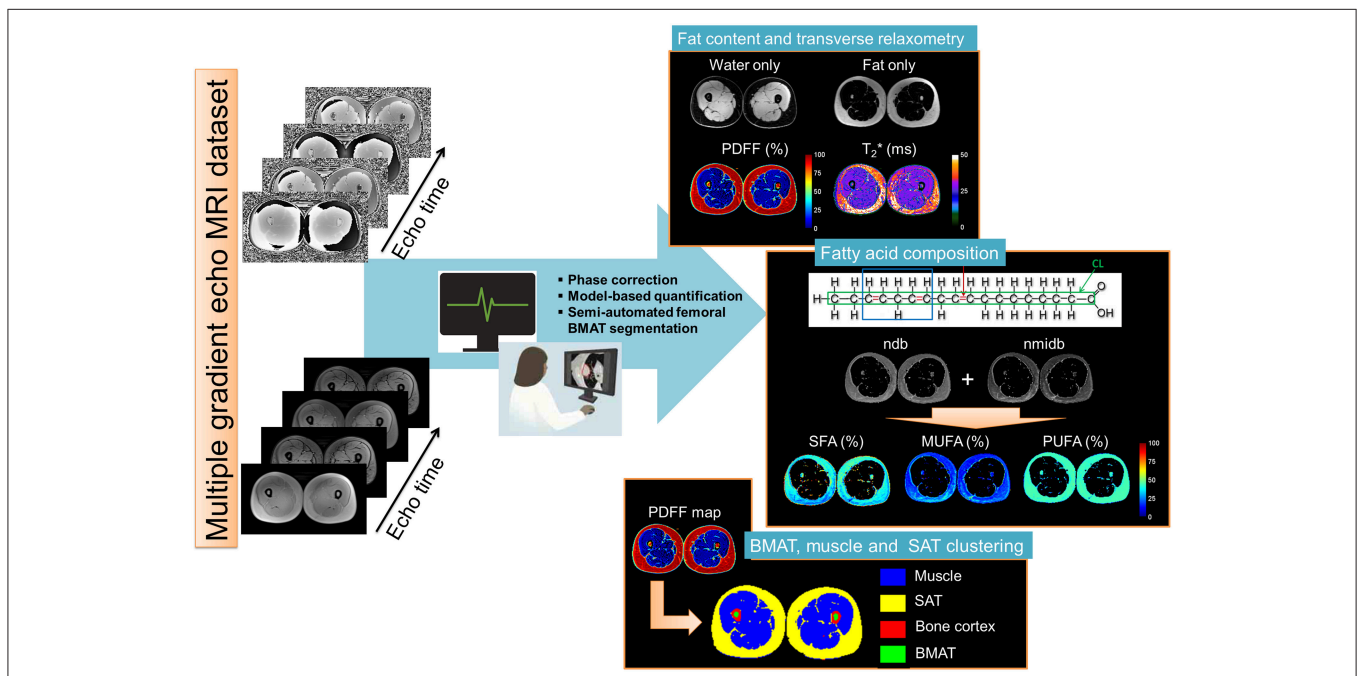 Multiple gradient echo MRI dataset
Echo time
Echo time
▪ Phase correction
▪ Model-based quantification
▪ Semi-automated femoral
BMAT segmentation
Fat content and transverse relaxometry
Water only
Fat only
PDFF (%)
100
75
50
25
0
T2* (ms)
50
25
0
Fatty acid composition
CL
H H H H H H H H H H H H H H H H H
H C C C C C C C C C C C C C C C C C C O
OH
H H H H H H H H H H H H
ndb
+
nmidb
SFA (%)
MUFA (%)
PUFA (%)
100
75
50
25
0
PDFF map
BMAT, muscle and SAT clustering
Muscle
SAT
Bone cortex
BMAT